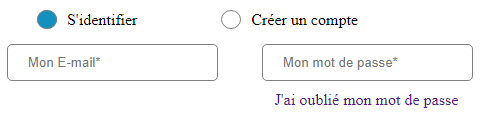 S'identifier Créer un compte
Mon E-mail* Mon mot de passe*
J'ai oublié mon mot de passe